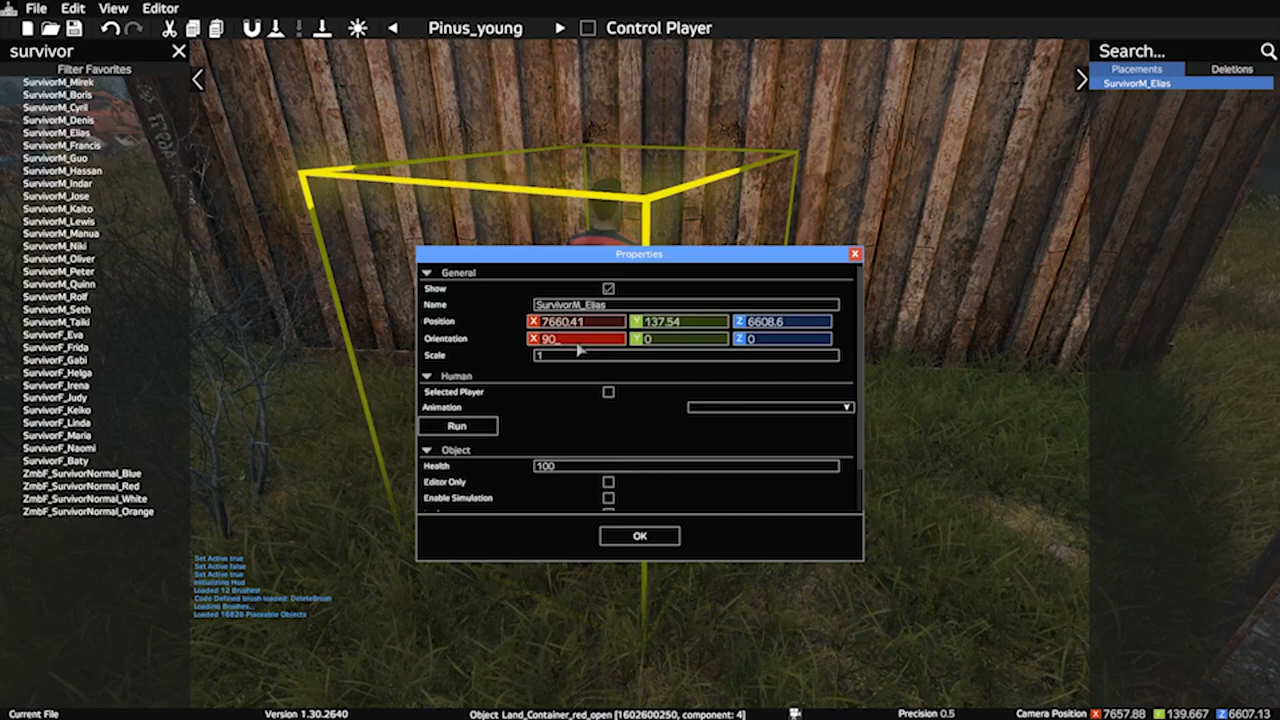 File Edit View Editor
Pinus_young Control Player
survivor
Filter Favorites
SurvivorM_Mirek
SurvivorM_Boris
SurvivorM_Cyril
SurvivorM_Denis
SurvivorM_Elias
SurvivorM_Francis
SurvivorM_Guo
SurvivorM_Hassan
SurvivorM_Indar
SurvivorM_Jose
SurvivorM_Kaito
SurvivorM_Lewis
SurvivorM_Manua
SurvivorM_Niki
SurvivorM_Oliver
SurvivorM_Peter
SurvivorM_Quinn
SurvivorM_Rolf
SurvivorM_Seth
SurvivorM_Taiki
SurvivorF_Eva
SurvivorF_Frida
SurvivorF_Gabi
SurvivorF_Helga
SurvivorF_Irena
SurvivorF_Judy
SurvivorF_Keiko
SurvivorF_Linda
SurvivorF_Maria
SurvivorF_Naomi
SurvivorF_Baty
ZmbF_SurvivorNormal_Blue
ZmbF_SurvivorNormal_Red
ZmbF_SurvivorNormal_White
ZmbF_SurvivorNormal_Orange
Set Active true
Set Active false
Set Active true
Initializing Hud
Loaded 12 Brushes
Code Defined brush loaded: DeleteBrush
Loading Brushes...
Loaded 16828 Placeable Objects
Properties
General
Show
Name SurvivorM_Elias
Position X 7660.41 Y 137.54 Z 6608.6
Orientation X 90 Y 0 Z 0
Scale 1
Human
Selected Player
Animation
Run
Object
Health 100
Editor Only
Enable Simulation
OK
Search...
Placements Deletions
SurvivorM_Elias
Current File Version 1.30.2640 Object Land_Container_red_open [1602600250, component: 4] Precision 0.5 Camera Position X 7657.88 Y 139.667 Z 6607.13